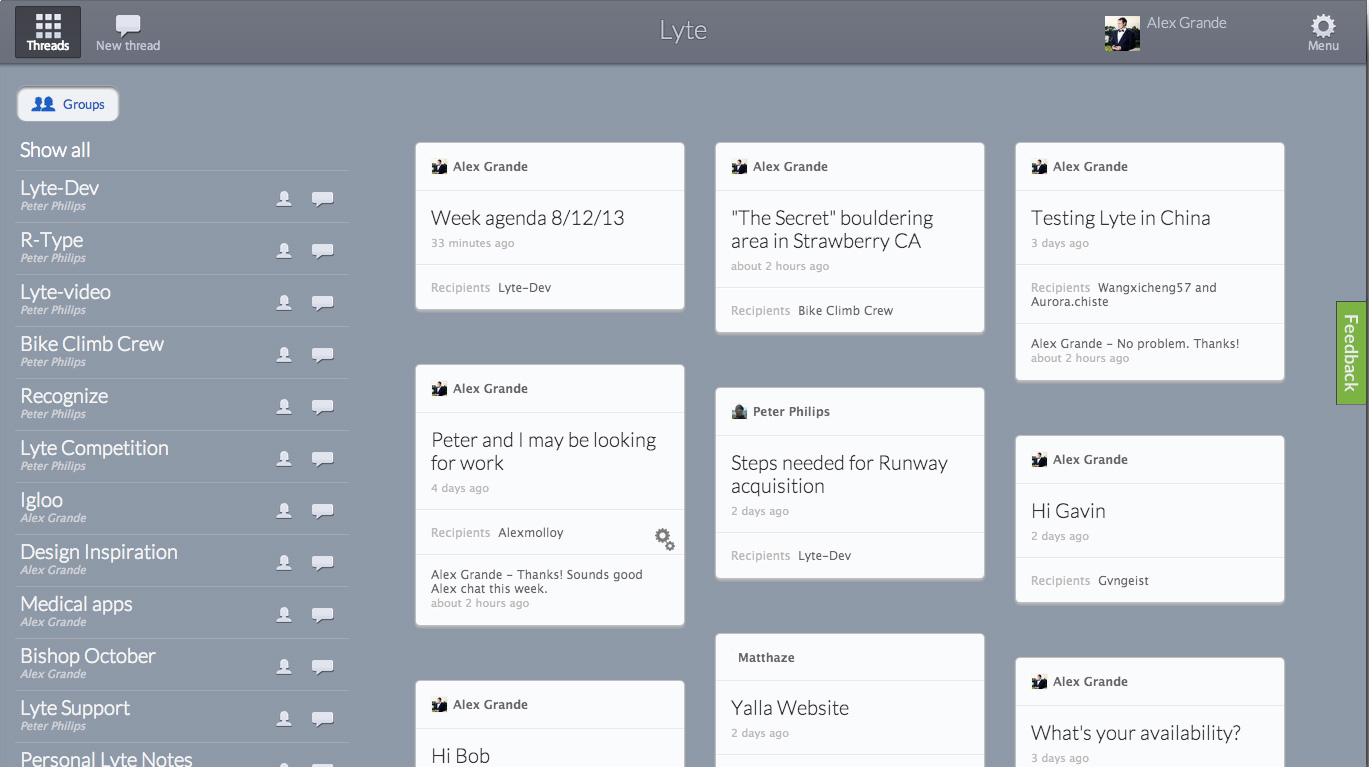 Threads
New thread
Lyte
Alex Grande
Menu
Groups
Show all
Lyte-Dev
Peter Philips
R-Type
Peter Philips
Lyte-video
Peter Philips
Bike Climb Crew
Peter Philips
Recognize
Peter Philips
Lyte Competition
Peter Philips
Igloo
Alex Grande
Design Inspiration
Alex Grande
Medical apps
Alex Grande
Bishop October
Alex Grande
Lyte Support
Peter Philips
Personal Lyte Notes
Alex Grande
Week agenda 8/12/13
33 minutes ago
Recipients Lyte-Dev
Alex Grande
Peter and I may be looking
for work
4 days ago
Recipients Alexmolloy
Alex Grande - Thanks! Sounds good
Alex chat this week.
about 2 hours ago
Alex Grande
Hi Bob
Alex Grande
"The Secret" bouldering
area in Strawberry CA
about 2 hours ago
Recipients Bike Climb Crew
Peter Philips
Steps needed for Runway
acquisition
2 days ago
Recipients Lyte-Dev
Matthaze
Yalla Website
2 days ago
Alex Grande
Testing Lyte in China
3 days ago
Recipients Wangxicheng57 and
Aurora.chiste
Alex Grande - No problem. Thanks!
about 2 hours ago
Alex Grande
Hi Gavin
2 days ago
Recipients Gvngeist
Alex Grande
What's your availability?
3 days ago
Feedback